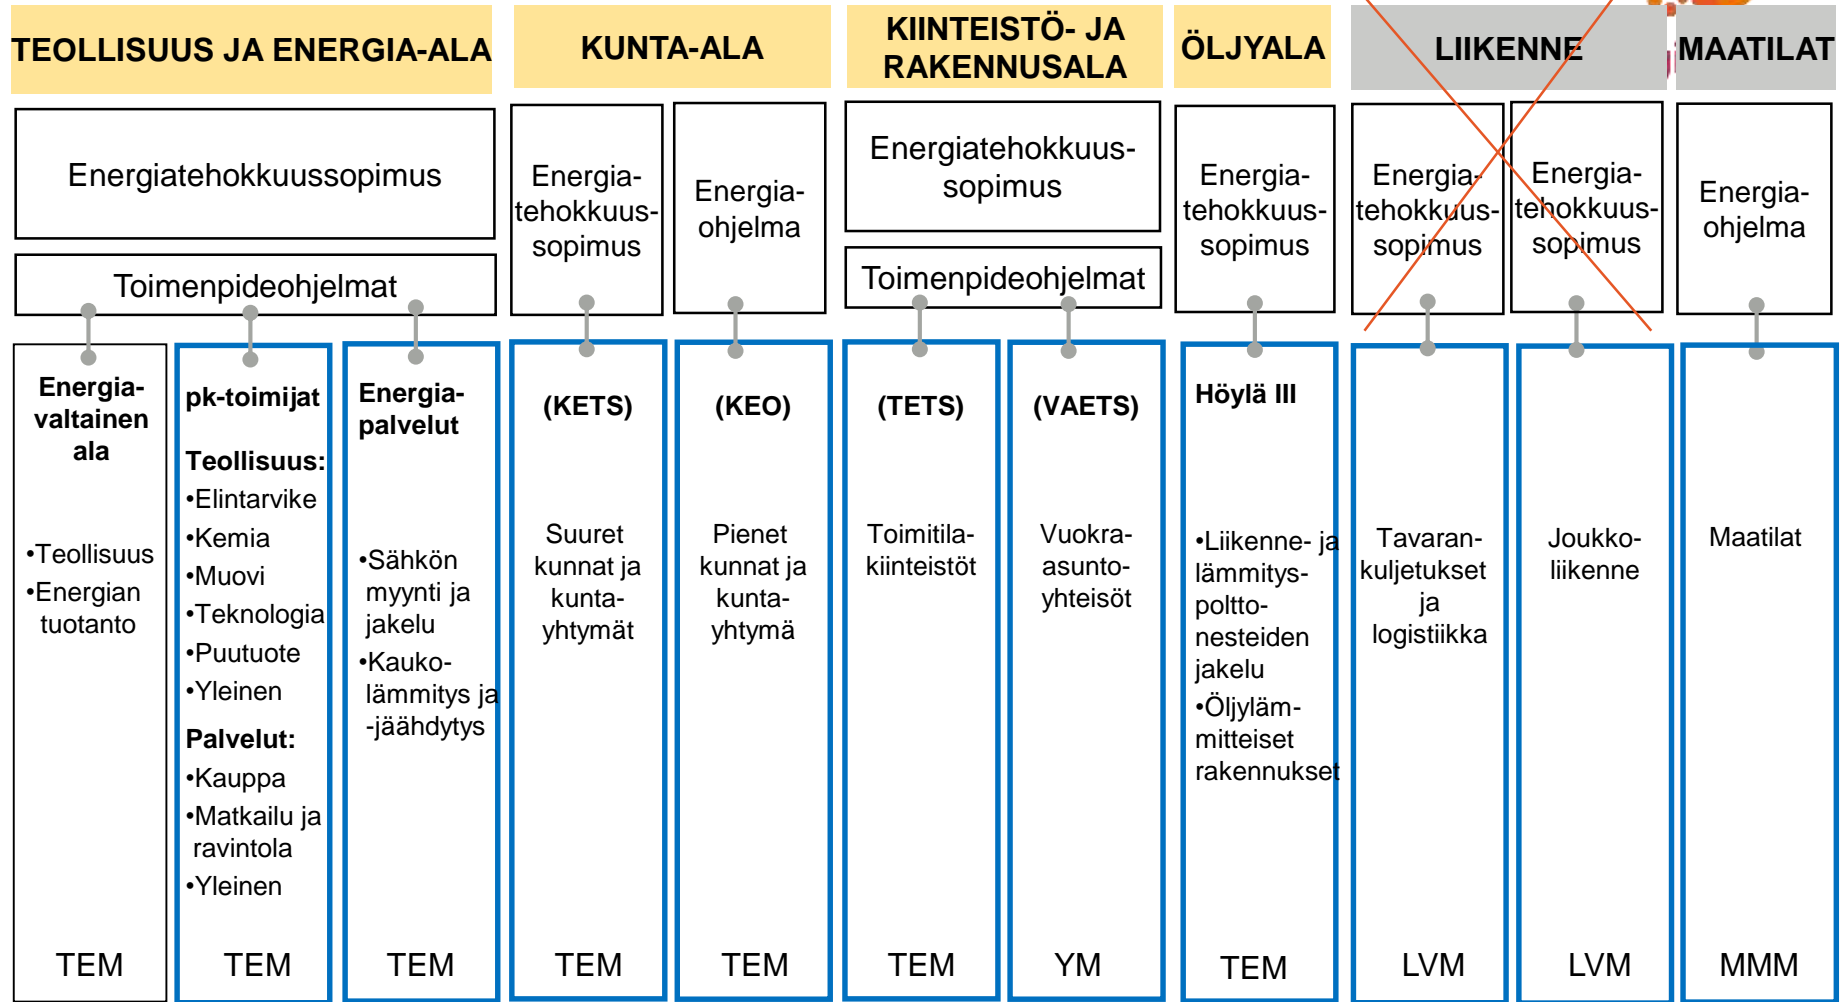 TEOLLISUUS JA ENERGIA-ALA
KUNTA-ALA
KIINTEISTÖ- JA
RAKENNUSALA
ÖLJYALA
LIIKENNE
MAATILAT
Energiatehokkuussopimus
Toimenpideohjelmat
Energia-
tehokkuus-
sopimus
Energia-
ohjelma
Energiatehokkuus-
sopimus
Toimenpideohjelmat
Energia-
tehokkuus-
sopimus
Energia-
tehokkuus-
sopimus
Energia-
tehokkuus-
sopimus
Energia-
ohjelma
Energia-
valtainen
ala
•Teollisuus
•Energian
tuotanto
TEM
pk-toimijat
Teollisuus:
•Elintarvike
•Kemia
•Muovi
•Teknologia
•Puutuote
•Yleinen
Palvelut:
•Kauppa
•Matkailu ja
ravintola
•Yleinen
TEM
Energia-
palvelut
•Sähkön
myynti ja
jakelu
•Kauko-
lämmitys ja
-jäähdytys
TEM
(KETS)
Suuret
kunnat ja
kunta-
yhtymät
TEM
(KEO)
Pienet
kunnat ja
kunta-
yhtymä
TEM
(TETS)
Toimitila-
kiinteistöt
TEM
(VAETS)
Vuokra-
asunto-
yhteisöt
YM
Höylä III
•Liikenne- ja
lämmitys-
poltto-
nesteiden
jakelu
•Öljyläm-
mitteiset
rakennukset
TEM
Tavaran-
kuljetukset
ja
logistiikka
LVM
Joukko-
liikenne
LVM
Maatilat
MMM